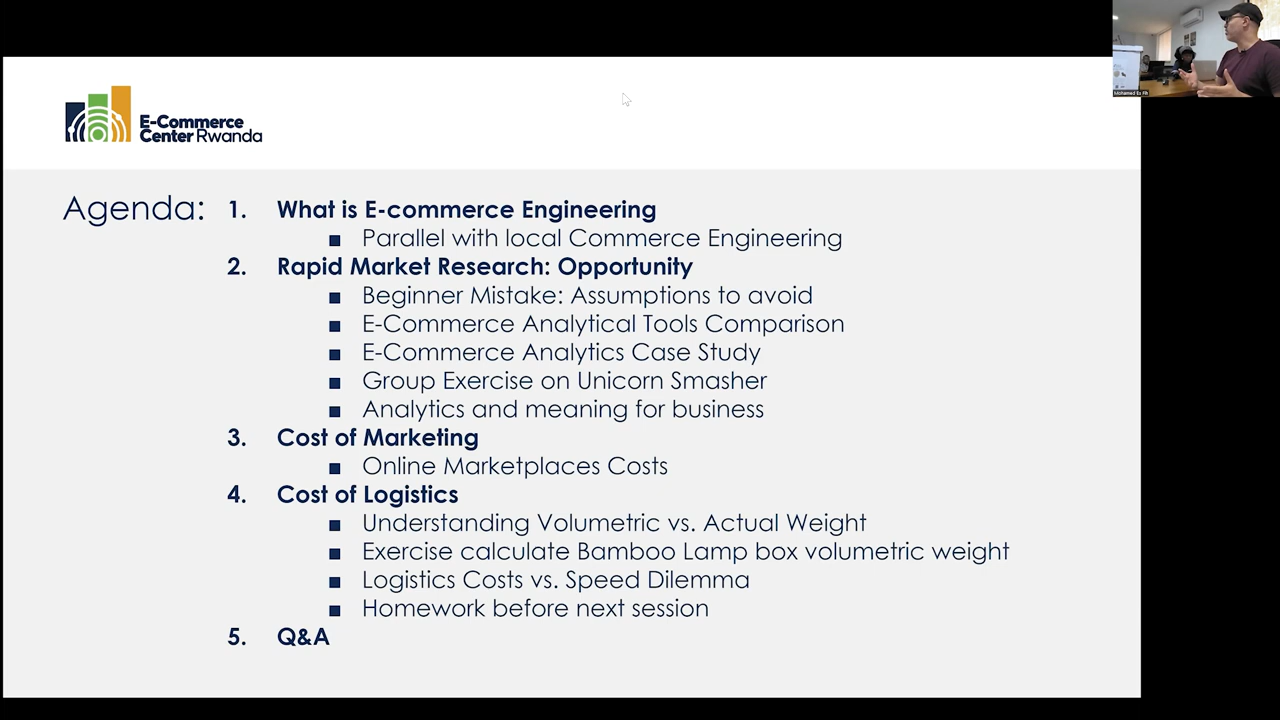 E-Commerce
Center Rwanda
Agenda:
1. What is E-commerce Engineering
■ Parallel with local Commerce Engineering
2. Rapid Market Research: Opportunity
■ Beginner Mistake: Assumptions to avoid
■ E-Commerce Analytical Tools Comparison
■ E-Commerce Analytics Case Study
■ Group Exercise on Unicorn Smasher
■ Analytics and meaning for business
3. Cost of Marketing
■ Online Marketplaces Costs
4. Cost of Logistics
■ Understanding Volumetric vs. Actual Weight
■ Exercise calculate Bamboo Lamp box volumetric weight
■ Logistics Costs vs. Speed Dilemma
■ Homework before next session
5. Q&A
Mohamed Es Fih